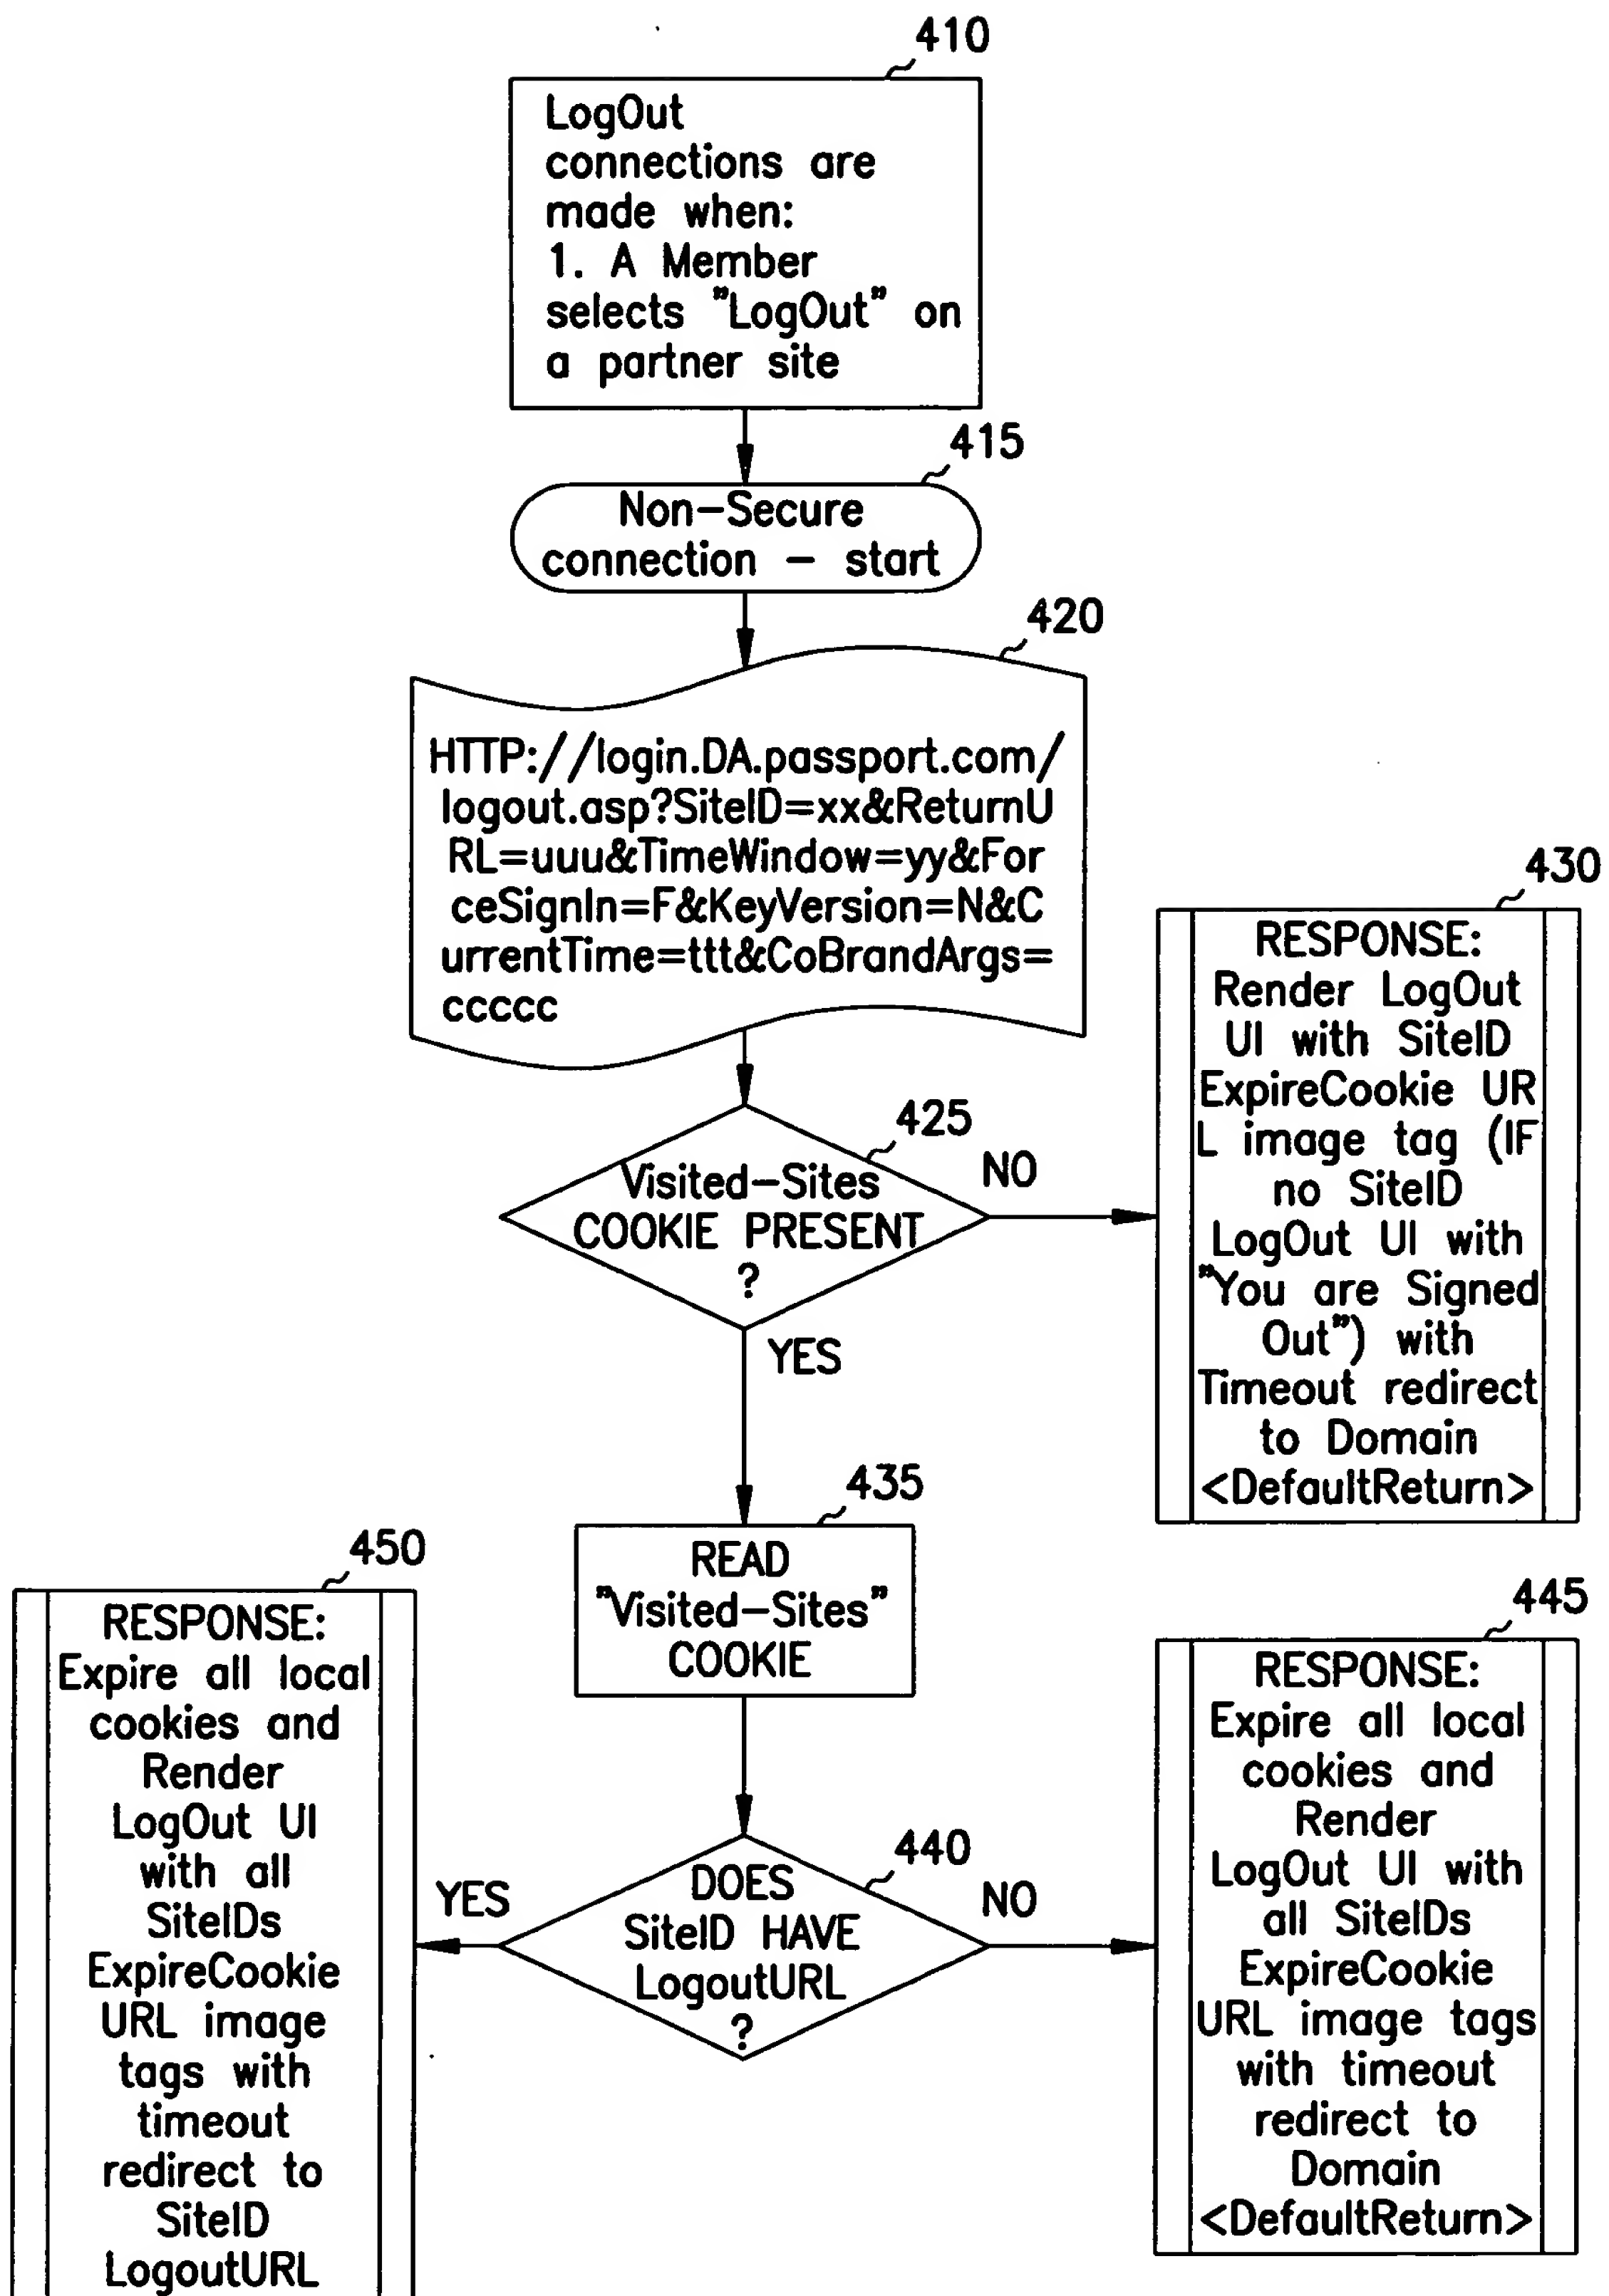 410
LogOut
connections are
made when:
1. A Member
selects "LogOut" on
a partner site
415
Non-Secure
connection - start
420
HTTP://login.DA.passport.com/
logout.asp?SiteID=xx&ReturnU
RL=uuu&TimeWindow=yy&For
ceSignIn=F&KeyVersion=N&C
urrentTime=ttt&CoBrandArgs=
ccccc
425
Visited-Sites
COOKIE PRESENT
?
NO
YES
430
RESPONSE:
Render LogOut
UI with SiteID
ExpireCookie UR
L image tag (IF
no SiteID
LogOut UI with
"You are Signed
Out") with
Timeout redirect
to Domain
<DefaultReturn>
435
READ
"Visited-Sites"
COOKIE
440
DOES
SiteID HAVE
LogoutURL
?
YES
NO
450
RESPONSE:
Expire all local
cookies and
Render
LogOut UI
with all
SiteIDs
ExpireCookie
URL image
tags with
timeout
redirect to
SiteID
LogoutURL
445
RESPONSE:
Expire all local
cookies and
Render
LogOut UI with
all SiteIDs
ExpireCookie
URL image tags
with timeout
redirect to
Domain
<DefaultReturn>